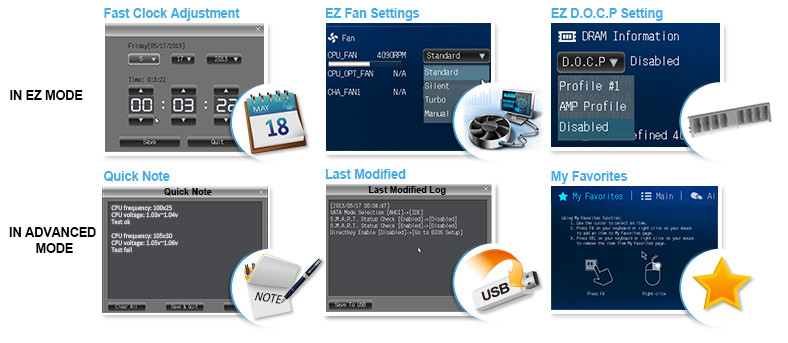 Fast Clock Adjustment
EZ Fan Settings
EZ D.O.C.P Setting
IN EZ MODE
Friday[05/17/2013]
5
17
2013
Time: 0:3:22
00 : 03 : 22
Save
Quit
MAY
18
Fan
CPU_FAN 4090RPM
CPU_OPT_FAN N/A
CHA_FAN1 N/A
Standard
Standard
Silent
Turbo
Manual
DRAM Information
D.O.C.P Disabled
Profile #1
AMP Profile
Disabled
efined 40
Quick Note
Last Modified
My Favorites
IN ADVANCED
MODE
Quick Note
CPU frequency: 100x25
CPU voltage: 1.03v~1.04v
Test ok
CPU frequency: 105x30
CPU voltage: 1.05v~1.06v
Test fail
Clear All
Save & Quit
NOTE
Last Modified Log
[2013/05/17 00:04:47]
SATA Mode Selection [AHCI]->[IDE]
S.M.A.R.T. Status Check [Enabled]->[Disabled]
S.M.A.R.T. Status Check [Enabled]->[Disabled]
DirectKey Enable [Disabled]->[Go to BIOS Setup]
Save To USB
USB
My Favorites
Main
Ai
Using My Favorites function:
1. Use the cursor to select an item.
2. Press F4 on your keyboard or right-click on your mouse
to add an item to My Favorites page.
3. Press DEL on your keyboard or right-click on your mouse
to remove the item from My Favorites page.
F4
Press F4
Right-click